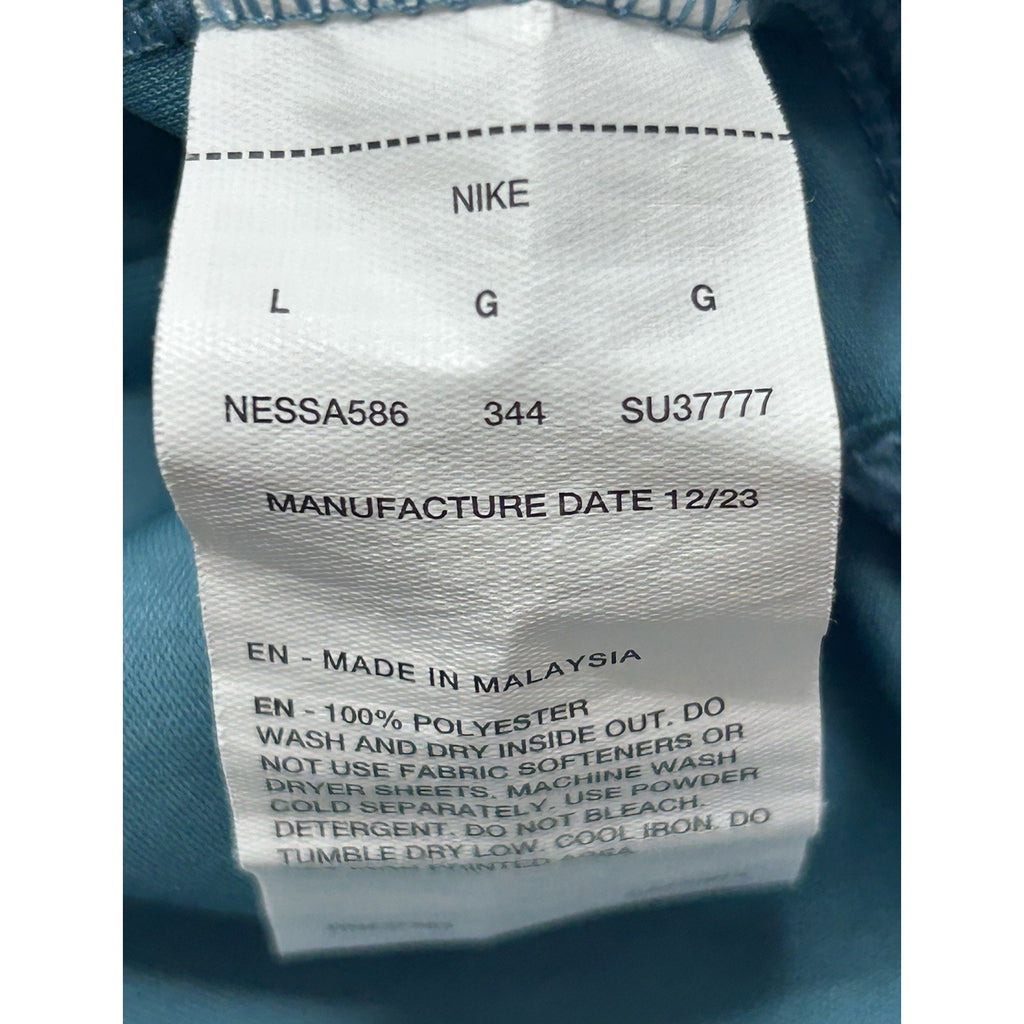 NIKE
L G G
NESSA586 344 SU37777
MANUFACTURE DATE 12/23
EN - MADE IN MALAYSIA
EN - 100% POLYESTER
WASH AND DRY INSIDE OUT. DO
NOT USE FABRIC SOFTENERS OR
DRYER SHEETS. MACHINE WASH
COLD SEPARATELY. USE POWDER
DETERGENT. DO NOT BLEACH.
TUMBLE DRY LOW. COOL IRON. DO
PRINTED